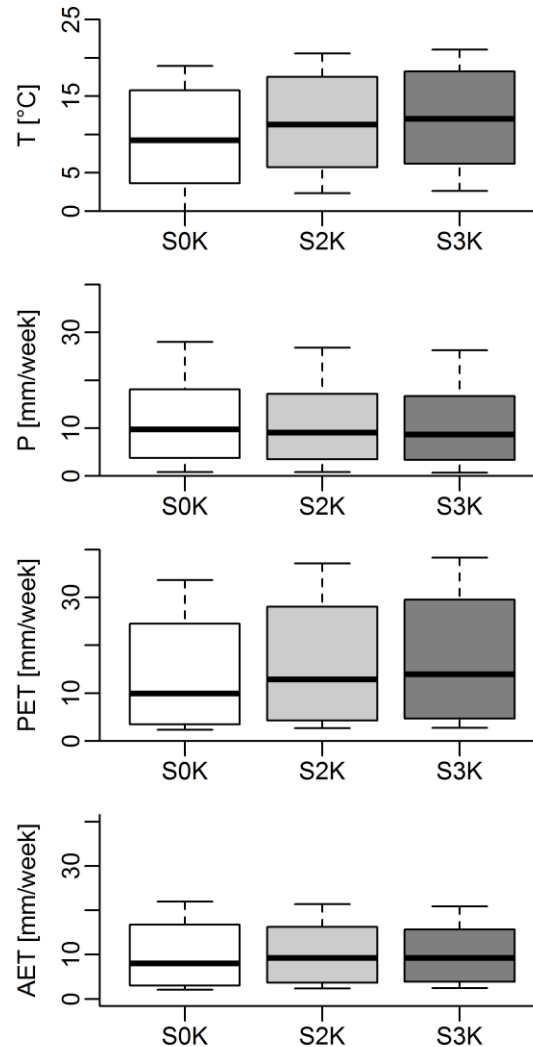 T [°C]
25
15
5
0
S0K S2K S3K
P [mm/week]
30
10
0
S0K S2K S3K
PET [mm/week]
30
10
0
S0K S2K S3K
AET [mm/week]
30
10
0
S0K S2K S3K